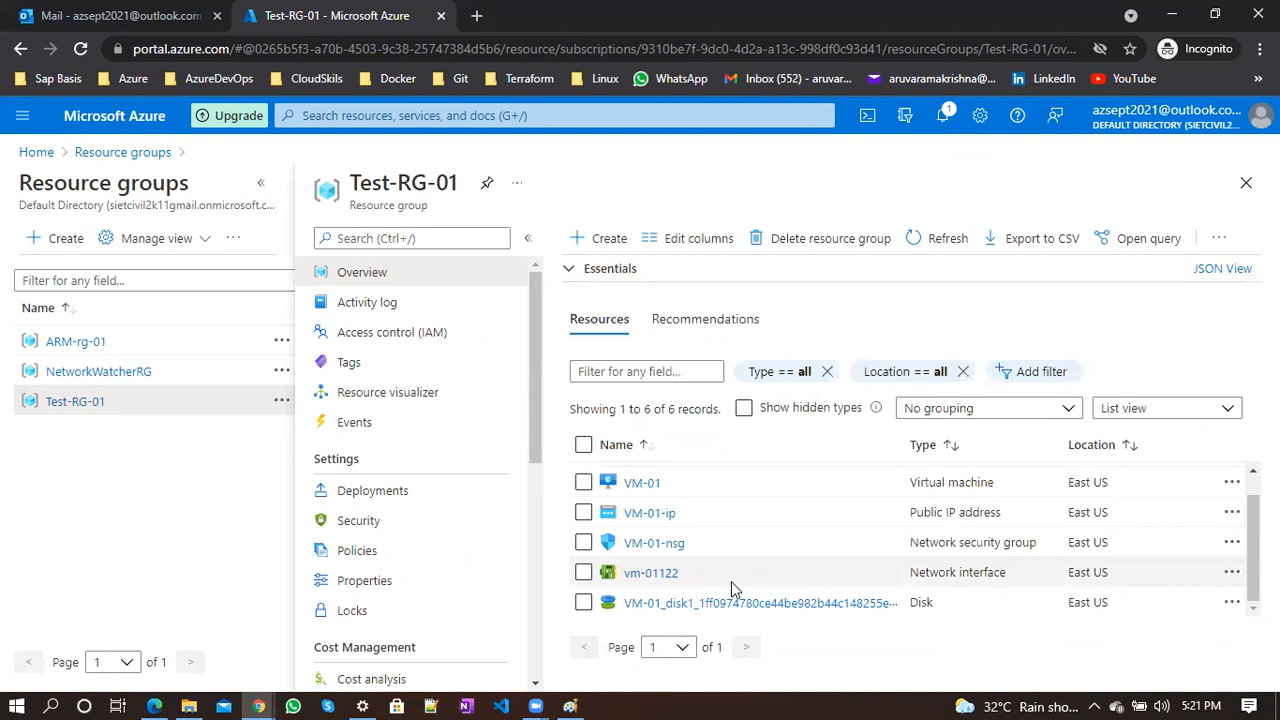 Mail - azsept2021@outlook.com
Test-RG-01 - Microsoft Azure
portal.azure.com/#@0265b5f3-a70b-4503-9c38-25747384d5b6/resource/subscriptions/9310be7f-9dc0-4d2a-a13c-998df0c93d41/resourceGroups/Test-RG-01/ov...
Incognito
Sap Basis
Azure
AzureDevOps
CloudSkils
Docker
Git
Terraform
Linux
WhatsApp
Inbox (552) - aruvar...
aruvaramakrishna@...
LinkedIn
YouTube
»
Microsoft Azure
Upgrade
Search resources, services, and docs (G+/)
1
azsept2021@outlook.co...
DEFAULT DIRECTORY (SIETCIVIL2...
Home > Resource groups >
Resource groups
Default Directory (sietcivil2k11gmail.onmicrosoft.c...
Create
Manage view
...
Filter for any field...
Name
ARM-rg-01
NetworkWatcherRG
Test-RG-01
< Page 1 of 1 >
Test-RG-01
...
Resource group
Search (Ctrl+/)
Overview
Activity log
Access control (IAM)
Tags
Resource visualizer
Events
Settings
Deployments
Security
Policies
Properties
Locks
Cost Management
Cost analysis
Create
Edit columns
Delete resource group
Refresh
Export to CSV
Open query
...
Essentials
JSON View
Resources
Recommendations
Filter for any field...
Type == all
Location == all
Add filter
Showing 1 to 6 of 6 records.
Show hidden types
No grouping
List view
Name
Type
Location
VM-01
Virtual machine
East US
VM-01-ip
Public IP address
East US
VM-01-nsg
Network security group
East US
vm-01122
Network interface
East US
VM-01_disk1_1ff0974780ce44be982b44c148255e...
Disk
East US
< Page 1 of 1 >
32°C Rain sho...
5:21 PM